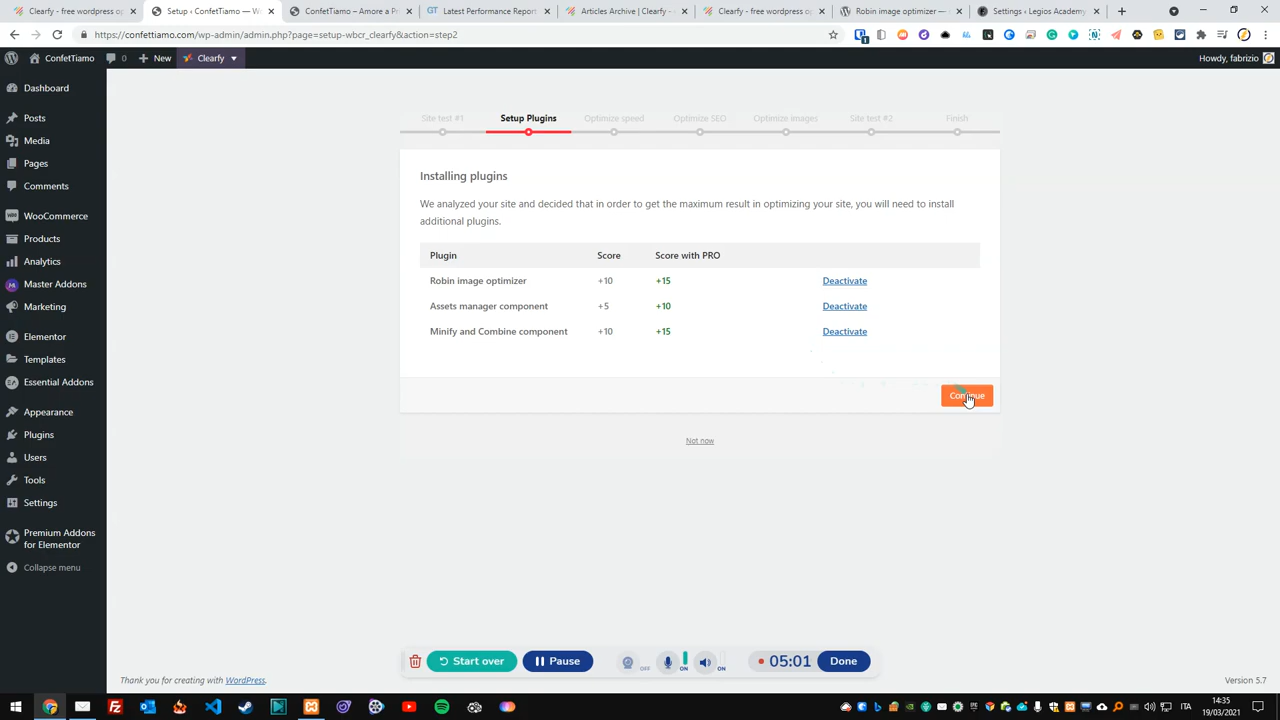 Clearfy - free wordpress op
Setup ‹ ConfetTiamo — W
ConfetTiamo – Amore a P
GT Latest Performance Report
Articles Archive | Clearfy –
Clearfy - free wordpress op
Robin image optimizer –
Settings ‹ Legios Academy
https://confettiamo.com/wp-admin/admin.php?page=setup-wbcr_clearfy&action=step2
ConfetTiamo
0
New
Clearfy
Howdy, fabrizio
Dashboard
Posts
Media
Pages
Comments
WooCommerce
Products
Analytics
Master Addons
Marketing
Elementor
Templates
Essential Addons
Appearance
Plugins
Users
Tools
Settings
Premium Addons
for Elementor
Collapse menu
Site test #1
Setup Plugins
Optimize speed
Optimize SEO
Optimize images
Site test #2
Finish
Installing plugins
We analyzed your site and decided that in order to get the maximum result in optimizing your site, you will need to install
additional plugins.
Plugin Score Score with PRO
Robin image optimizer +10 +15 Deactivate
Assets manager component +5 +10 Deactivate
Minify and Combine component +10 +15 Deactivate
Continue
Not now
Start over
Pause
OFF
ON
ON
05:01
Done
Thank you for creating with WordPress.
Version 5.7
ITA
14:35
19/03/2021